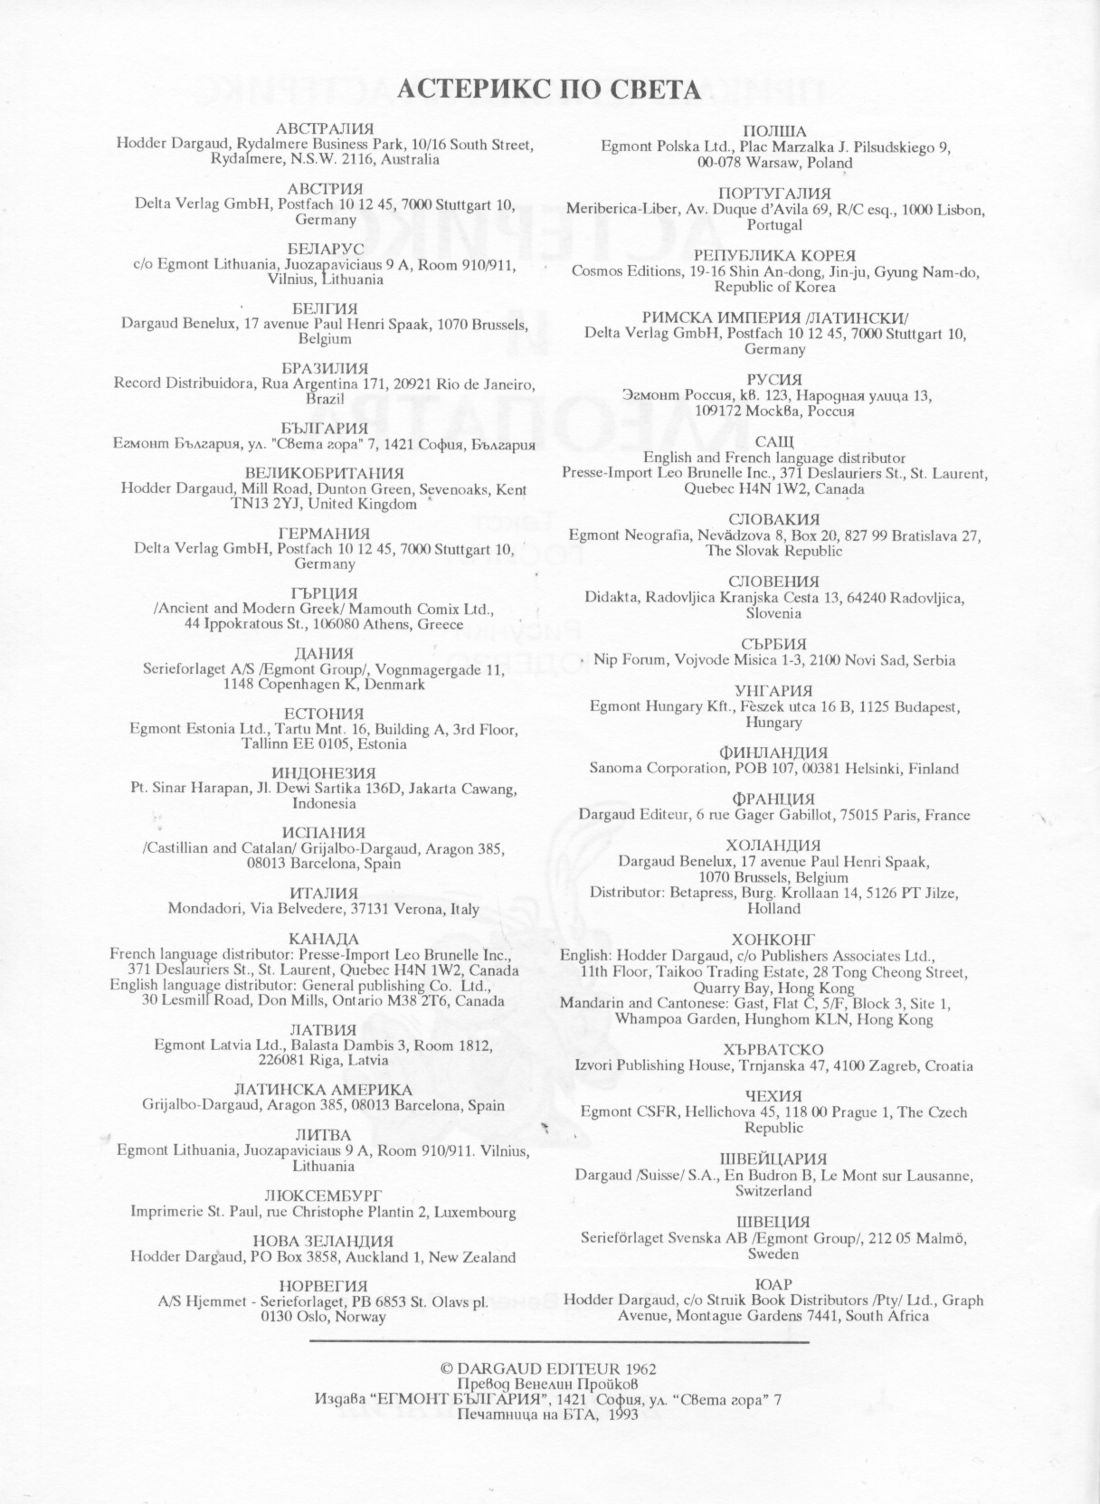 АСТЕРИКС ПО СВЕТА
АВСТРАЛИЯ
Hodder Dargaud, Rydalmere Business Park, 10/16 South Street,
Rydalmere, N.S.W. 2116, Australia
АВСТРИЯ
Delta Verlag GmbH, Postfach 10 12 45, 7000 Stuttgart 10,
Germany
БЕЛАРУС
c/o Egmont Lithuania, Juozapaviciaus 9 A, Room 910/911,
Vilnius, Lithuania
БЕЛГИЯ
Dargaud Benelux, 17 avenue Paul Henri Spaak, 1070 Brussels,
Belgium
БРАЗИЛИЯ
Record Distribuidora, Rua Argentina 171, 20921 Rio de Janeiro,
Brazil
БЪЛГАРИЯ
Егмонт България, ул. "Света гора" 7, 1421 София, България
ВЕЛИКОБРИТАНИЯ
Hodder Dargaud, Mill Road, Dunton Green, Sevenoaks, Kent
TN13 2YJ, United Kingdom
ГЕРМАНИЯ
Delta Verlag GmbH, Postfach 10 12 45, 7000 Stuttgart 10,
Germany
ГЪРЦИЯ
/Ancient and Modern Greek/ Mamouth Comix Ltd.,
44 Ippokratous St., 106080 Athens, Greece
ДАНИЯ
Serieforlaget A/S /Egmont Group/, Vognmagergade 11,
1148 Copenhagen K, Denmark
ЕСТОНИЯ
Egmont Estonia Ltd., Tartu Mnt. 16, Building A, 3rd Floor,
Tallinn EE 0105, Estonia
ИНДОНЕЗИЯ
Pt. Sinar Harapan, Jl. Dewi Sartika 136D, Jakarta Cawang,
Indonesia
ИСПАНИЯ
/Castillian and Catalan/ Grijalbo-Dargaud, Aragon 385,
08013 Barcelona, Spain
ИТАЛИЯ
Mondadori, Via Belvedere, 37131 Verona, Italy
КАНАДА
French language distributor: Presse-Import Leo Brunelle Inc.,
371 Deslauriers St., St. Laurent, Quebec H4N 1W2, Canada
English language distributor: General publishing Co. Ltd.,
30 Lesmill Road, Don Mills, Ontario M38 2T6, Canada
ЛАТВИЯ
Egmont Latvia Ltd., Balasta Dambis 3, Room 1812,
226081 Riga, Latvia
ЛАТИНСКА АМЕРИКА
Grijalbo-Dargaud, Aragon 385, 08013 Barcelona, Spain
ЛИТВА
Egmont Lithuania, Juozapaviciaus 9 A, Room 910/911. Vilnius,
Lithuania
ЛЮКСЕМБУРГ
Imprimerie St. Paul, rue Christophe Plantin 2, Luxembourg
НОВА ЗЕЛАНДИЯ
Hodder Dargaud, PO Box 3858, Auckland 1, New Zealand
НОРВЕГИЯ
A/S Hjemmet - Serieforlaget, PB 6853 St. Olavs pl.
0130 Oslo, Norway
ПОЛША
Egmont Polska Ltd., Plac Marzalka J. Pilsudskiego 9,
00-078 Warsaw, Poland
ПОРТУГАЛИЯ
Meriberica-Liber, Av. Duque d'Avila 69, R/C esq., 1000 Lisbon,
Portugal
РЕПУБЛИКА КОРЕЯ
Cosmos Editions, 19-16 Shin An-dong, Jin-ju, Gyung Nam-do,
Republic of Korea
РИМСКА ИМПЕРИЯ /ЛАТИНСКИ/
Delta Verlag GmbH, Postfach 10 12 45, 7000 Stuttgart 10,
Germany
РУСИЯ
Эгмонт Россия, кв. 123, Народная улица 13,
109172 Москва, Россия
САЩ
English and French language distributor
Presse-Import Leo Brunelle Inc., 371 Deslauriers St., St. Laurent,
Quebec H4N 1W2, Canada
СЛОВАКИЯ
Egmont Neografia, Nevädzova 8, Box 20, 827 99 Bratislava 27,
The Slovak Republic
СЛОВЕНИЯ
Didakta, Radovljica Kranjska Cesta 13, 64240 Radovljica,
Slovenia
СЪРБИЯ
Nip Forum, Vojvode Misica 1-3, 2100 Novi Sad, Serbia
УНГАРИЯ
Egmont Hungary Kft., Fèszek utca 16 B, 1125 Budapest,
Hungary
ФИНЛАНДИЯ
Sanoma Corporation, POB 107, 00381 Helsinki, Finland
ФРАНЦИЯ
Dargaud Editeur, 6 rue Gager Gabillot, 75015 Paris, France
ХОЛАНДИЯ
Dargaud Benelux, 17 avenue Paul Henri Spaak,
1070 Brussels, Belgium
Distributor: Betapress, Burg. Krollaan 14, 5126 PT Jilze,
Holland
ХОНКОНГ
English: Hodder Dargaud, c/o Publishers Associates Ltd.,
11th Floor, Taikoo Trading Estate, 28 Tong Cheong Street,
Quarry Bay, Hong Kong
Mandarin and Cantonese: Gast, Flat C, 5/F, Block 3, Site 1,
Whampoa Garden, Hunghom KLN, Hong Kong
ХЪРВАТСКО
Izvori Publishing House, Trnjanska 47, 4100 Zagreb, Croatia
ЧЕХИЯ
Egmont CSFR, Hellichova 45, 118 00 Prague 1, The Czech
Republic
ШВЕЙЦАРИЯ
Dargaud /Suisse/ S.A., En Budron B, Le Mont sur Lausanne,
Switzerland
ШВЕЦИЯ
Serieförlaget Svenska AB /Egmont Group/, 212 05 Malmö,
Sweden
ЮАР
Hodder Dargaud, c/o Struik Book Distributors /Pty/ Ltd., Graph
Avenue, Montague Gardens 7441, South Africa
© DARGAUD EDITEUR 1962
Превод Венелин Пройков
Издава “ЕГМОНТ БЪЛГАРИЯ”, 1421 София, ул. “Света гора” 7
Печатница на БТА, 1993